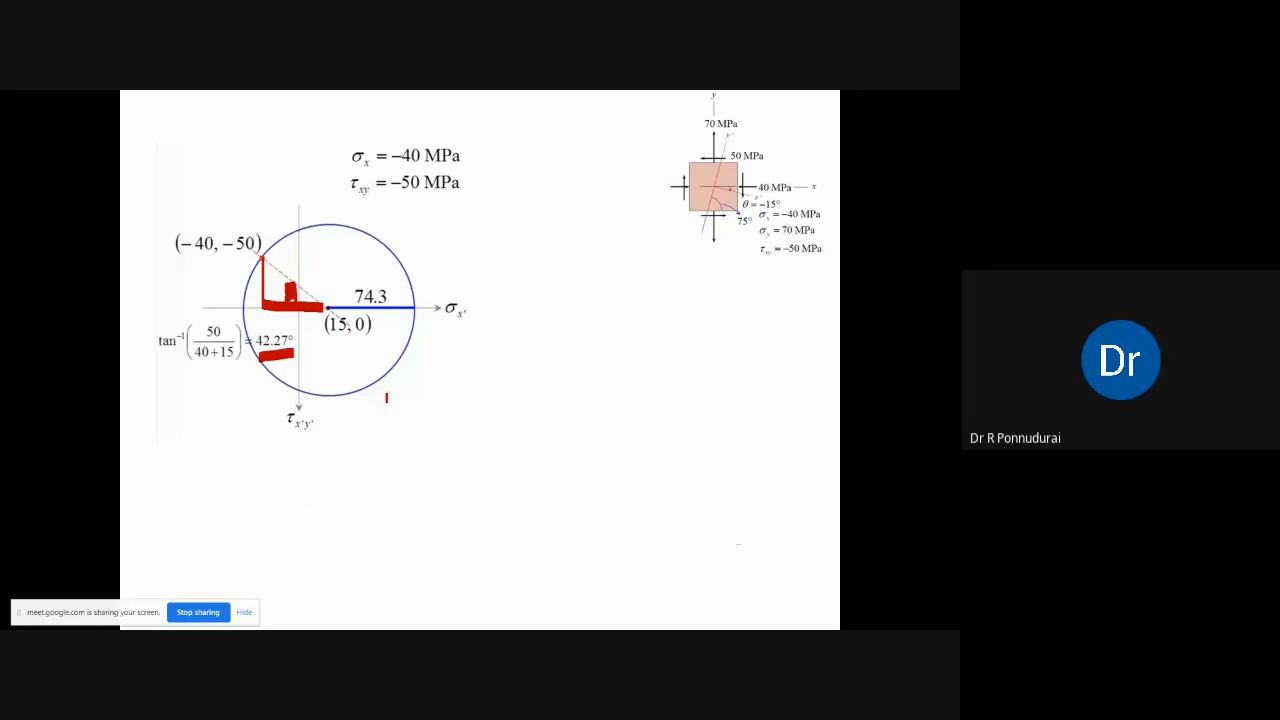 σₓ = −40 MPa
τₓy = −50 MPa
(−40, −50)
74.3
σₓ'
(15, 0)
tan⁻¹(50/(40+15)) = 42.27°
τₓ'y'
y
70 MPa
y'
50 MPa
40 MPa
x
x'
θ = −15°
75°
σₓ = −40 MPa
σy = 70 MPa
τₓy = −50 MPa
meet.google.com is sharing your screen.
Stop sharing
Hide
Dr
Dr R Ponnudurai